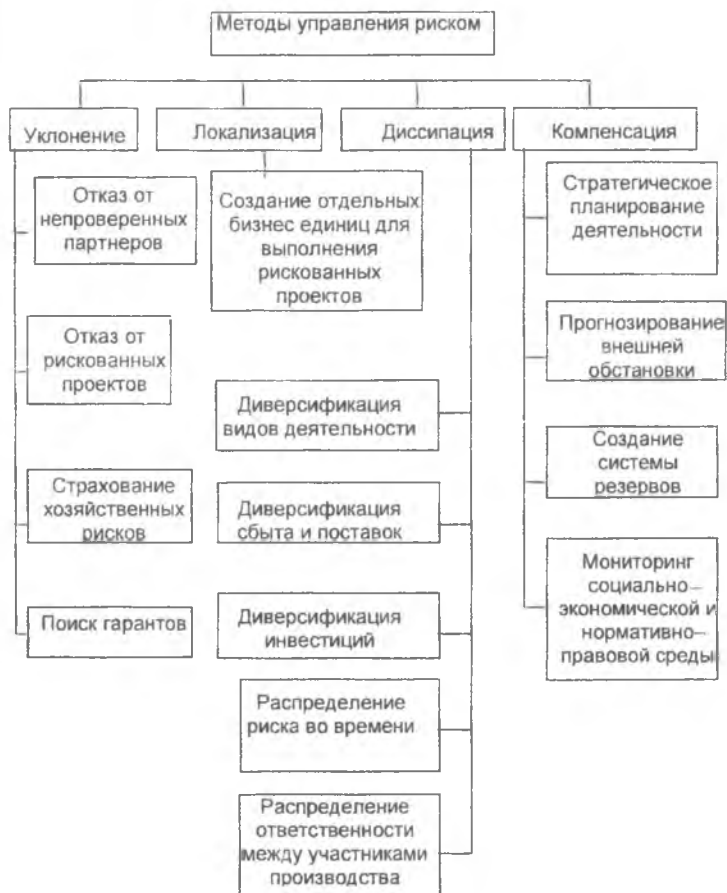 Методы управления риском
Уклонение
Локализация
Диссипация
Компенсация
Отказ от
непроверенных
партнеров
Отказ от
рискованных
проектов
Страхование
хозяйственных
рисков
Поиск гарантов
Создание отдельных
бизнес единиц для
выполнения
рискованных
проектов
Диверсификация
видов деятельности
Диверсификация
сбыта и поставок
Диверсификация
инвестиций
Распределение
риска во времени
Распределение
ответственности
между участниками
производства
Стратегическое
планирование
деятельности
Прогнозирование
внешней
обстановки
Создание
системы
резервов
Мониторинг
социально–
экономической и
нормативно–
правовой среды